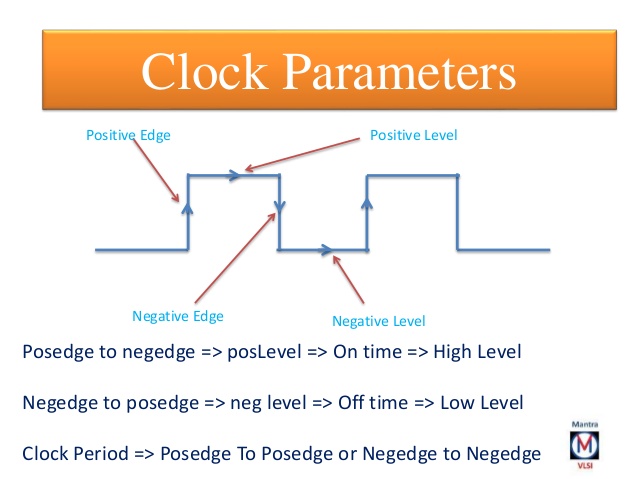 Clock Parameters
Positive Edge
Positive Level
Negative Edge
Negative Level
Posedge to negedge => posLevel => On time => High Level
Negedge to posedge => neg level => Off time => Low Level
Clock Period => Posedge To Posedge or Negedge to Negedge
Mantra
M
VLSI